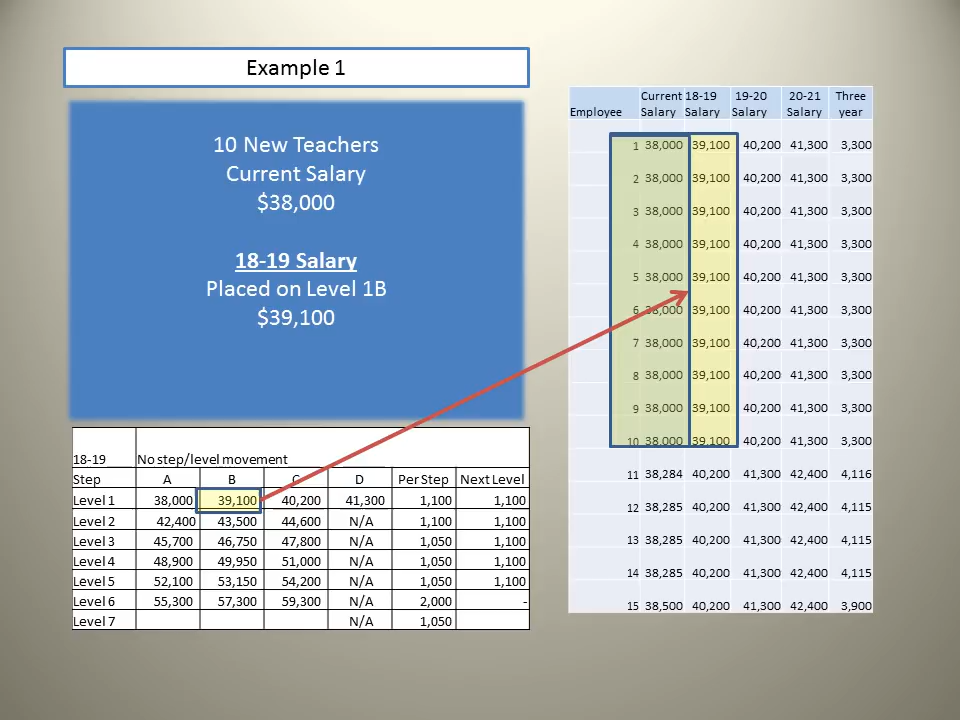 Example 1
10 New Teachers
Current Salary
$38,000
18-19 Salary
Placed on Level 1B
$39,100
18-19 No step/level movement
Step A B C D Per Step Next Level
Level 1 38,000 39,100 40,200 41,300 1,100 1,100
Level 2 42,400 43,500 44,600 N/A 1,100 1,100
Level 3 45,700 46,750 47,800 N/A 1,050 1,100
Level 4 48,900 49,950 51,000 N/A 1,050 1,100
Level 5 52,100 53,150 54,200 N/A 1,050 1,100
Level 6 55,300 57,300 59,300 N/A 2,000 -
Level 7 N/A 1,050
Current 18-19 19-20 20-21 Three
Employee Salary Salary Salary Salary year
1 38,000 39,100 40,200 41,300 3,300
2 38,000 39,100 40,200 41,300 3,300
3 38,000 39,100 40,200 41,300 3,300
4 38,000 39,100 40,200 41,300 3,300
5 38,000 39,100 40,200 41,300 3,300
6 38,000 39,100 40,200 41,300 3,300
7 38,000 39,100 40,200 41,300 3,300
8 38,000 39,100 40,200 41,300 3,300
9 38,000 39,100 40,200 41,300 3,300
10 38,000 39,100 40,200 41,300 3,300
11 38,284 40,200 41,300 42,400 4,116
12 38,285 40,200 41,300 42,400 4,115
13 38,285 40,200 41,300 42,400 4,115
14 38,285 40,200 41,300 42,400 4,115
15 38,500 40,200 41,300 42,400 3,900